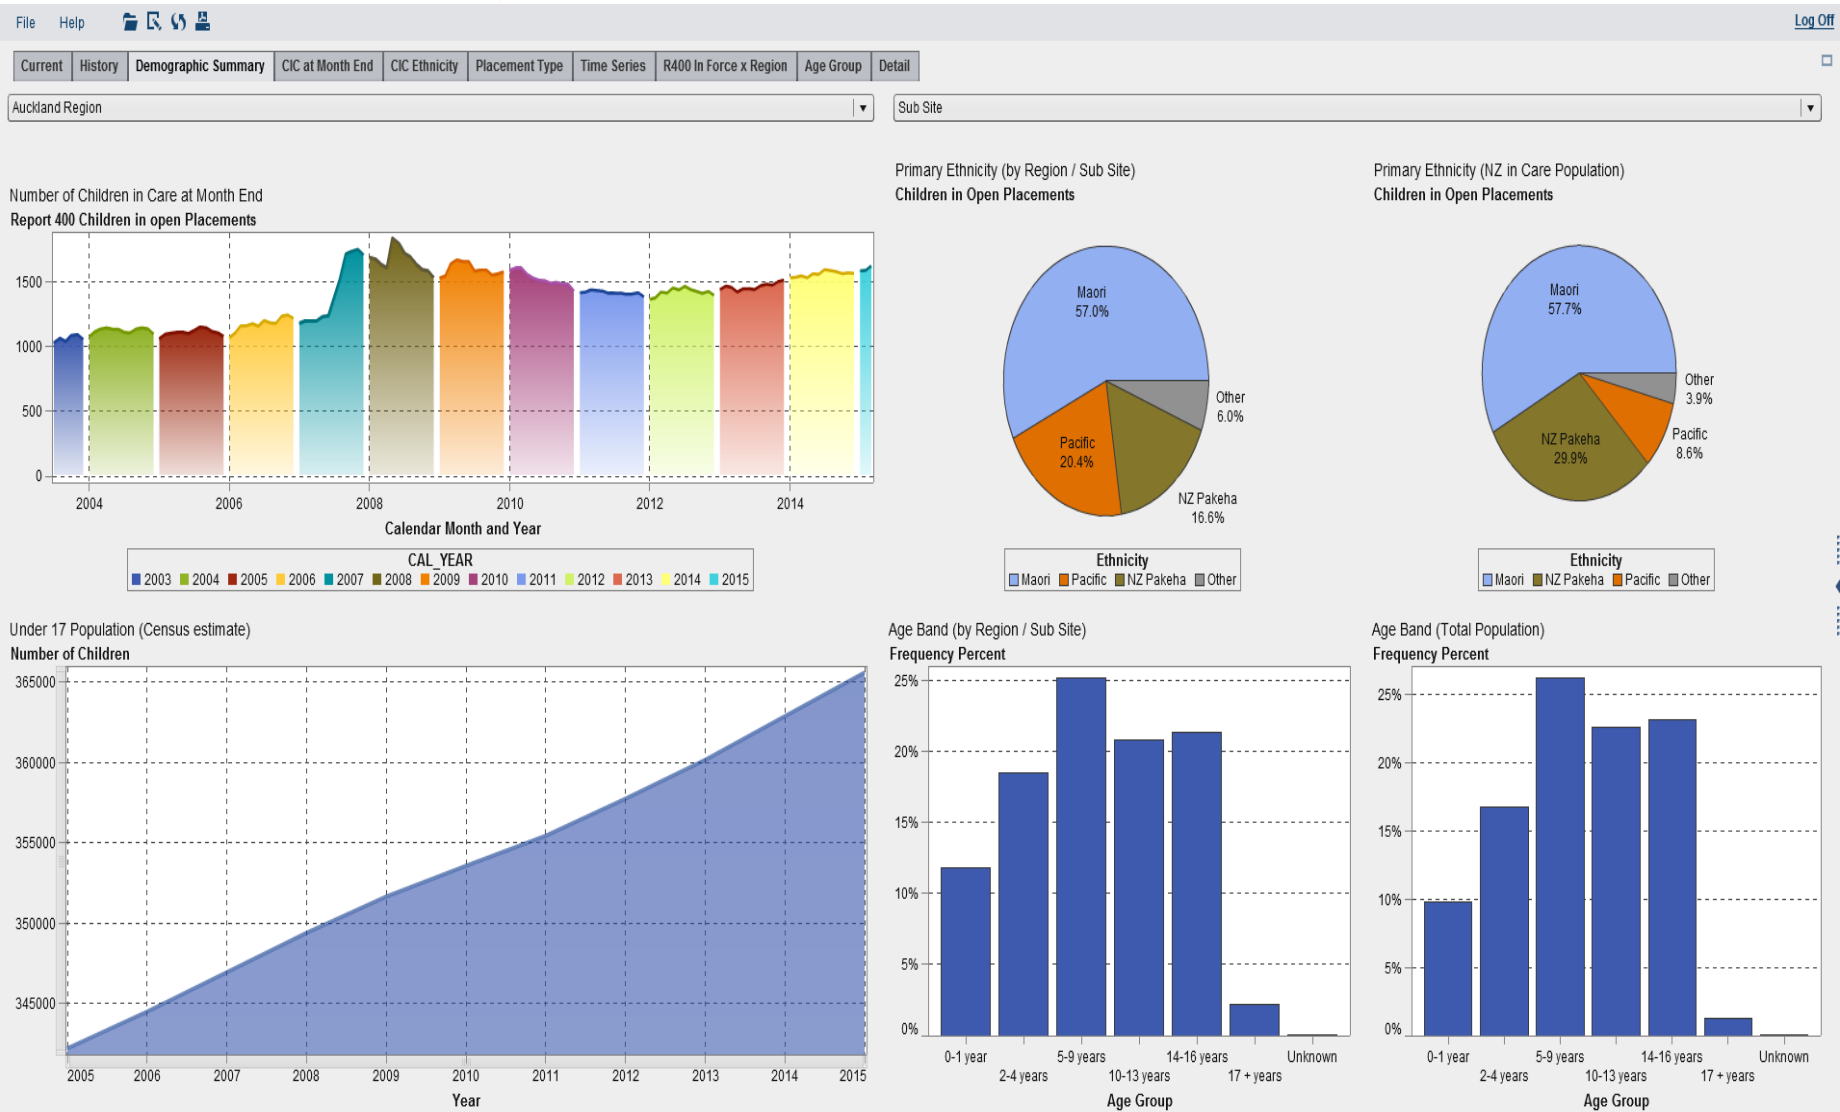 File Help Log Off
Current History Demographic Summary CIC at Month End CIC Ethnicity Placement Type Time Series R400 In Force x Region Age Group Detail
Auckland Region
Sub Site
Number of Children in Care at Month End
Report 400 Children in open Placements
1500
1000
500
0
2004 2006 2008 2010 2012 2014
Calendar Month and Year
CAL_YEAR
2003 2004 2005 2006 2007 2008 2009 2010 2011 2012 2013 2014 2015
Primary Ethnicity (by Region / Sub Site)
Children in Open Placements
Maori
57.0%
Other
6.0%
Pacific
20.4%
NZ Pakeha
16.6%
Ethnicity
Maori Pacific NZ Pakeha Other
Primary Ethnicity (NZ in Care Population)
Children in Open Placements
Maori
57.7%
Other
3.9%
Pacific
8.6%
NZ Pakeha
29.9%
Ethnicity
Maori NZ Pakeha Pacific Other
Under 17 Population (Census estimate)
Number of Children
365000
360000
355000
350000
345000
2005 2006 2007 2008 2009 2010 2011 2012 2013 2014 2015
Year
Age Band (by Region / Sub Site)
Frequency Percent
25%
20%
15%
10%
5%
0%
0-1 year 5-9 years 14-16 years Unknown
2-4 years 10-13 years 17 + years
Age Group
Age Band (Total Population)
Frequency Percent
25%
20%
15%
10%
5%
0%
0-1 year 5-9 years 14-16 years Unknown
2-4 years 10-13 years 17 + years
Age Group